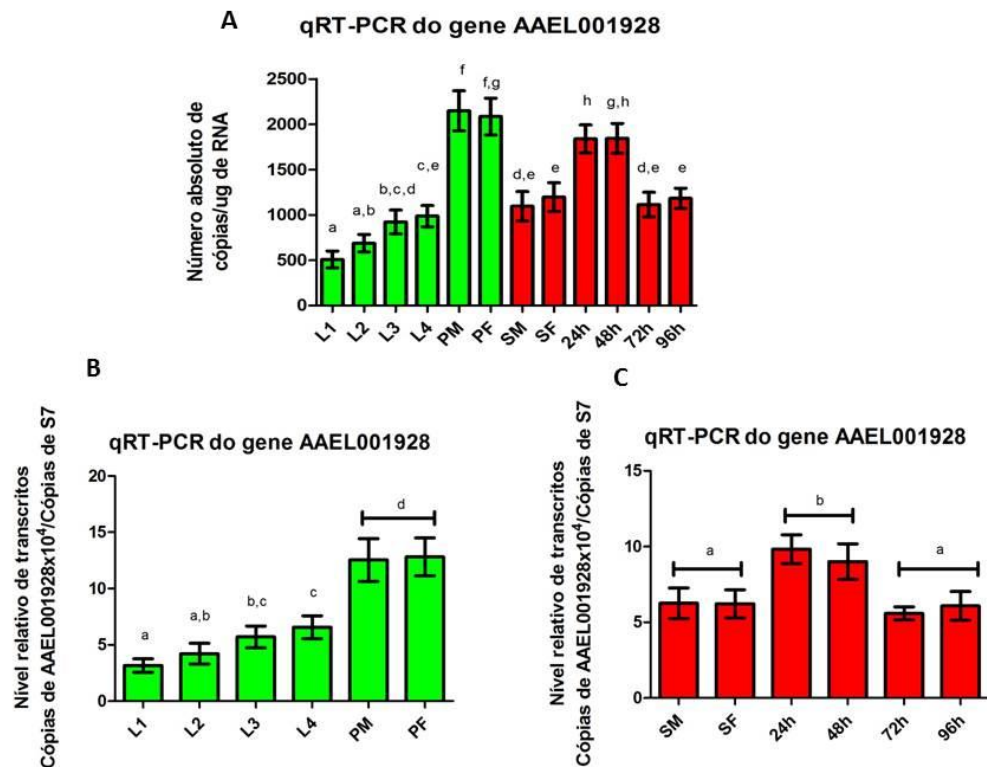 A
qRT-PCR do gene AAEL001928
Número absoluto de
cópias/ug de RNA
2500
2000
1500
1000
500
0
a
a,b
b,c,d
c,e
f
f,g
d,e
e
h
g,h
d,e
e
L1
L2
L3
L4
PM
PF
SM
SF
24h
48h
72h
96h
B
qRT-PCR do gene AAEL001928
Nível relativo de transcritos
Cópias de AAEL001928x10⁴/Cópias de S7
20
15
10
5
0
a
a,b
b,c
c
d
L1
L2
L3
L4
PM
PF
C
qRT-PCR do gene AAEL001928
Nível relativo de transcritos
Cópias de AAEL001928x10⁴/Cópias de S7
15
10
5
0
a
b
a
SM
SF
24h
48h
72h
96h